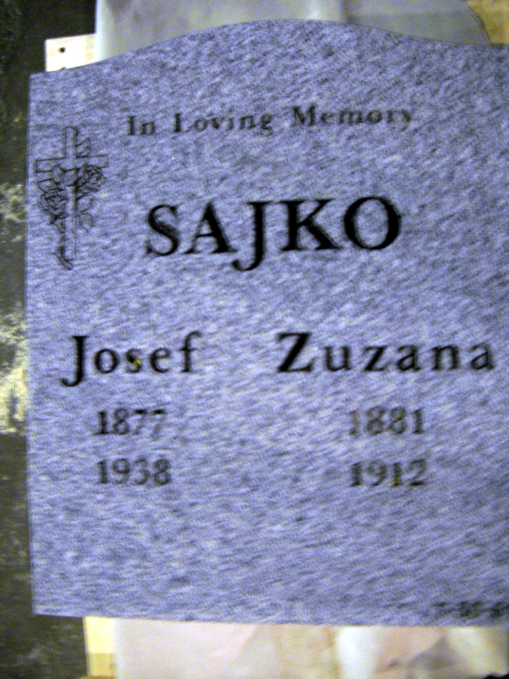 In Loving Memory
SAJKO
Josef Zuzana
1877 1881
1938 1912